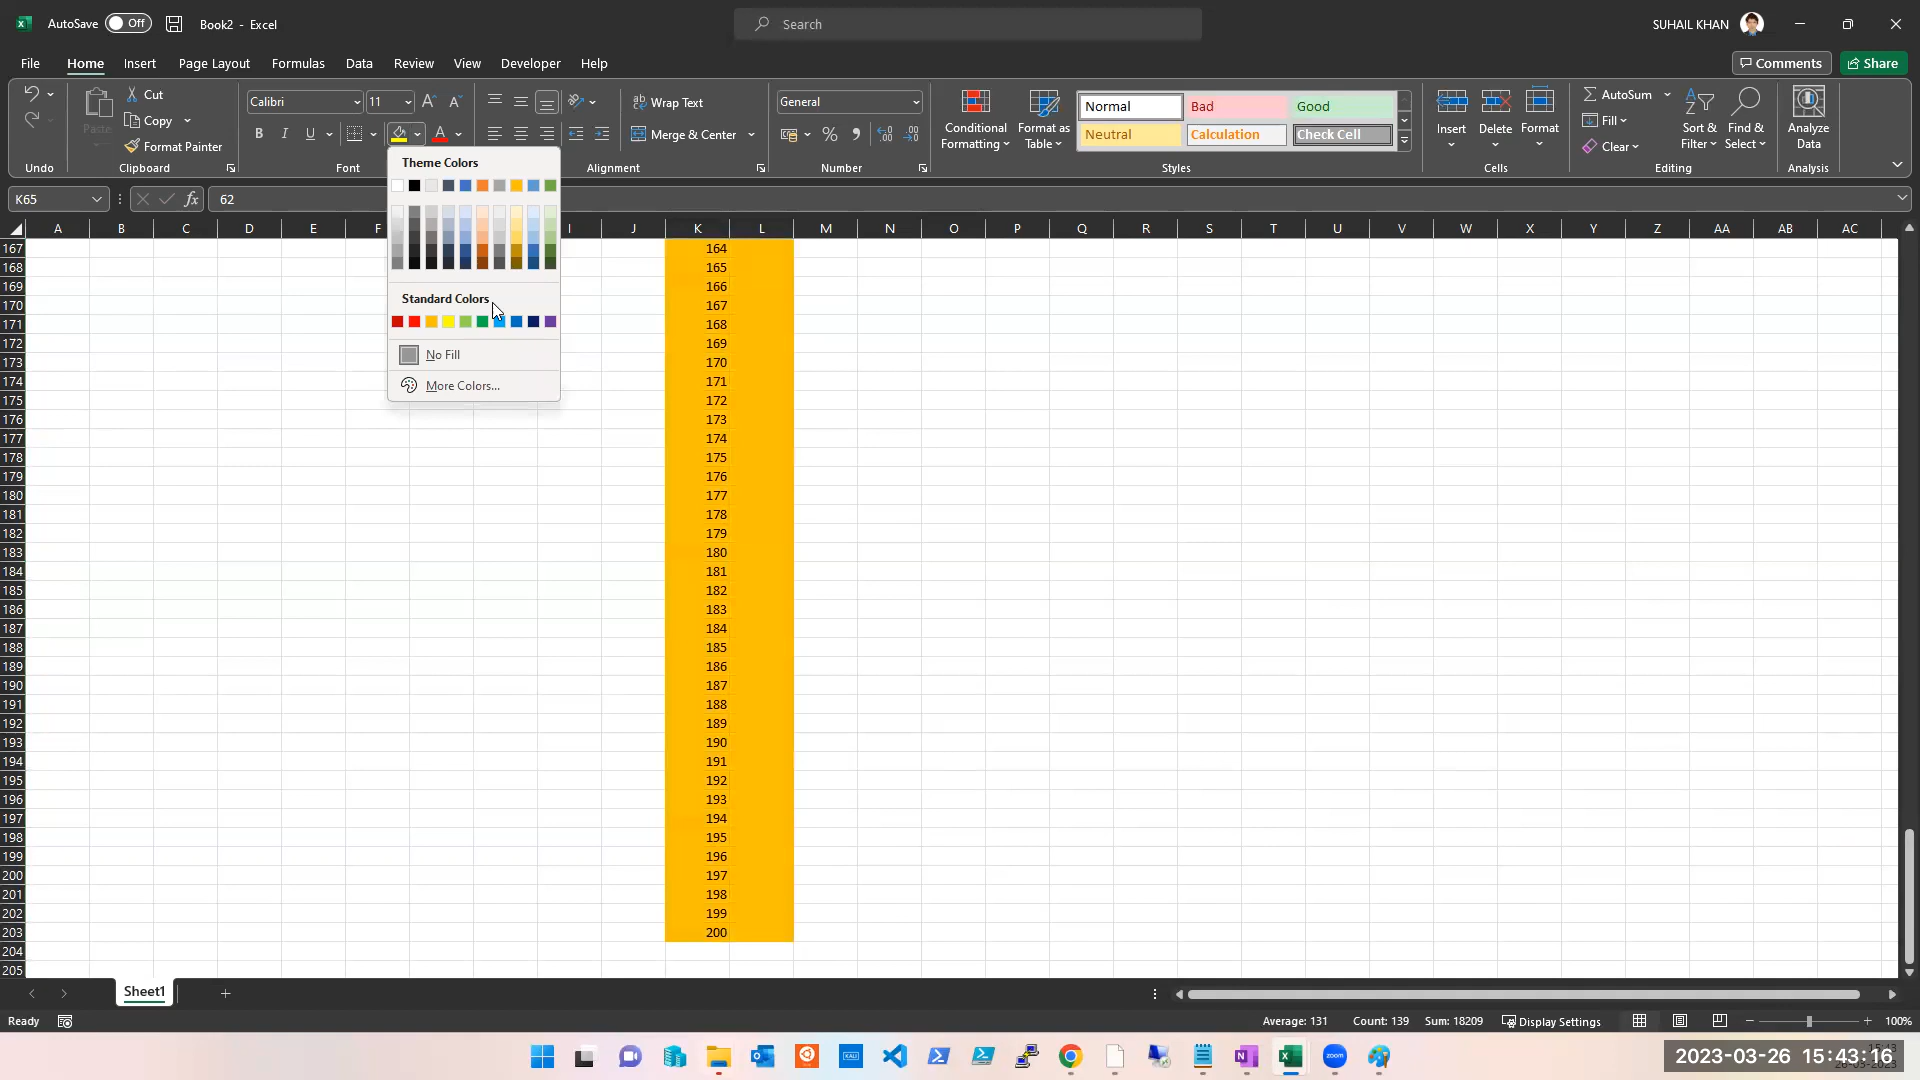 AutoSave Off Book2 - Excel Search SUHAIL KHAN
File Home Insert Page Layout Formulas Data Review View Developer Help Comments Share
Cut
Copy
Format Painter
Paste
Undo Clipboard
Calibri 11
B I U A
Font
Wrap Text
Merge & Center
Alignment
General
Number
Conditional Formatting
Format as Table
Normal Bad Good
Neutral Calculation Check Cell
Styles
Insert Delete Format
Cells
AutoSum
Fill
Clear
Sort & Filter
Find & Select
Editing
Analyze Data
Analysis
Theme Colors
Standard Colors
No Fill
More Colors...
K65 fx 62
A B C D E F I J K L M N O P Q R S T U V W X Y Z AA AB AC
167 164
168 165
169 166
170 167
171 168
172 169
173 170
174 171
175 172
176 173
177 174
178 175
179 176
180 177
181 178
182 179
183 180
184 181
185 182
186 183
187 184
188 185
189 186
190 187
191 188
192 189
193 190
194 191
195 192
196 193
197 194
198 195
199 196
200 197
201 198
202 199
203 200
204
205
Sheet1
Ready Average: 131 Count: 139 Sum: 18209 Display Settings 100%
2023-03-26 15:43:16